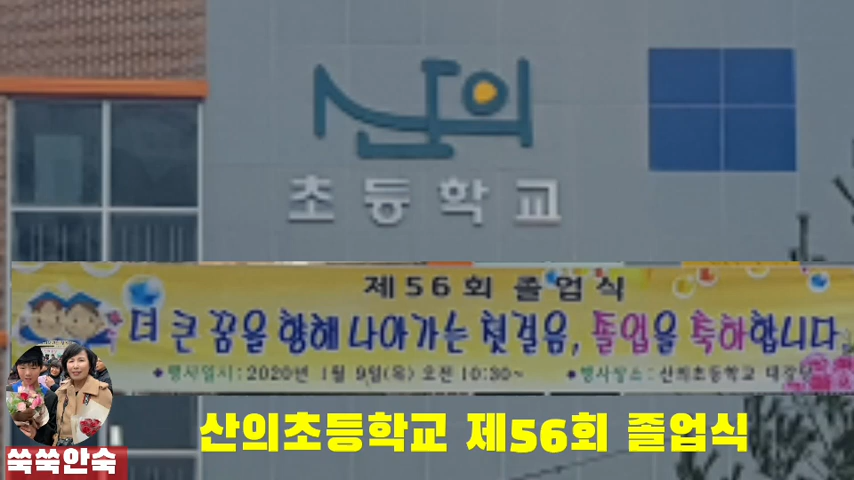 산의
초등학교
제56회 졸업식
더 큰 꿈을 향해 나아가는 첫걸음, 졸업을 축하합니다
행사일시: 2020년 1월 9일(목) 오전 10:30~ 행사장소: 산의초등학교 대강당
산의초등학교 제56회 졸업식
쑥쑥안숙